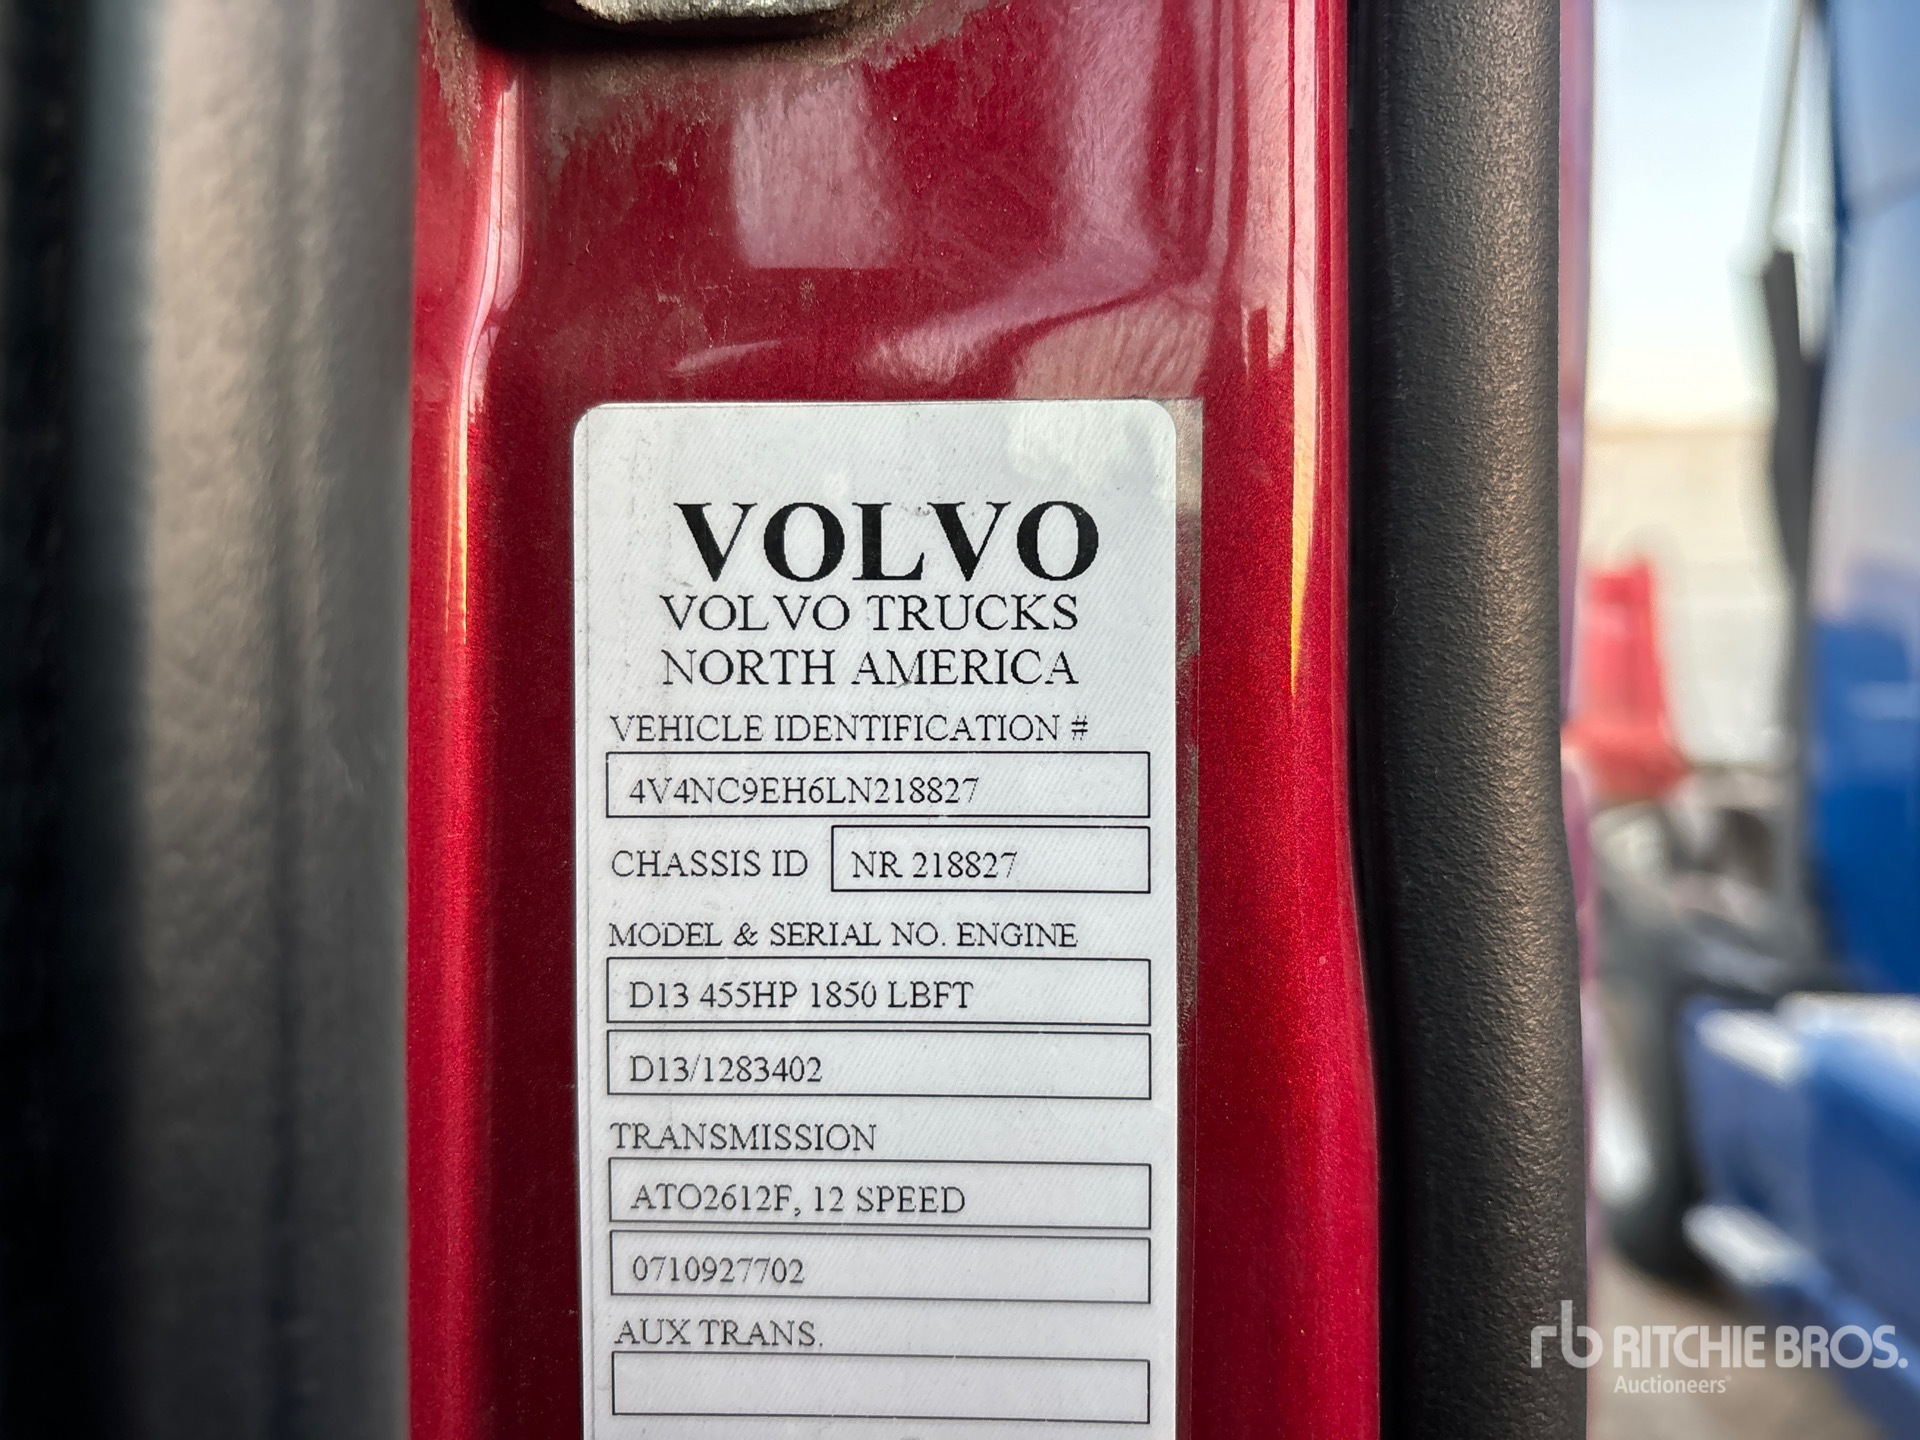 VOLVO
VOLVO TRUCKS
NORTH AMERICA
VEHICLE IDENTIFICATION #
4V4NC9EH6LN218827
CHASSIS ID NR 218827
MODEL & SERIAL NO. ENGINE
D13 455HP 1850 LBFT
D13/1283402
TRANSMISSION
ATO2612F, 12 SPEED
0710927702
AUX TRANS.
rb RITCHIE BROS.
Auctioneers